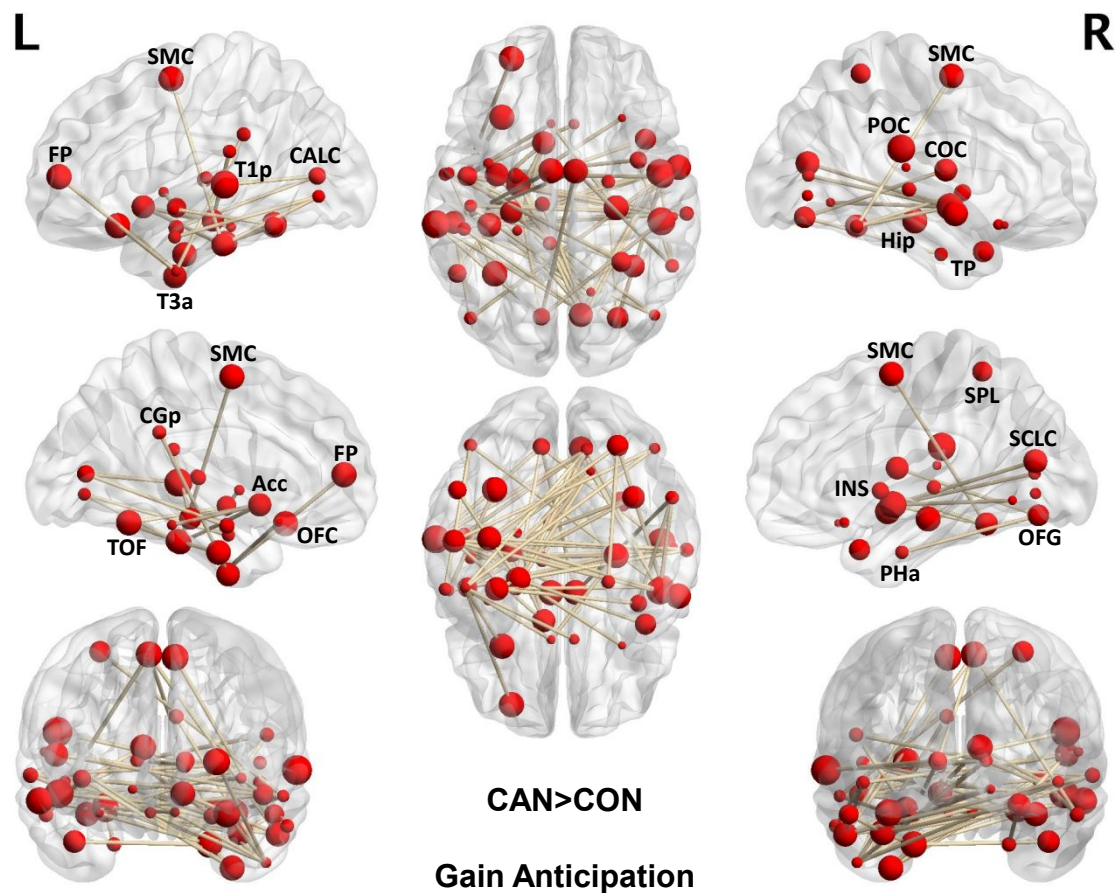 L
R
SMC
FP
T1p
CALC
T3a
SMC
POC
COC
Hip
TP
SMC
CGp
FP
Acc
TOF
OFC
SMC
SPL
SCLC
INS
OFG
PHa
CAN>CON
Gain Anticipation